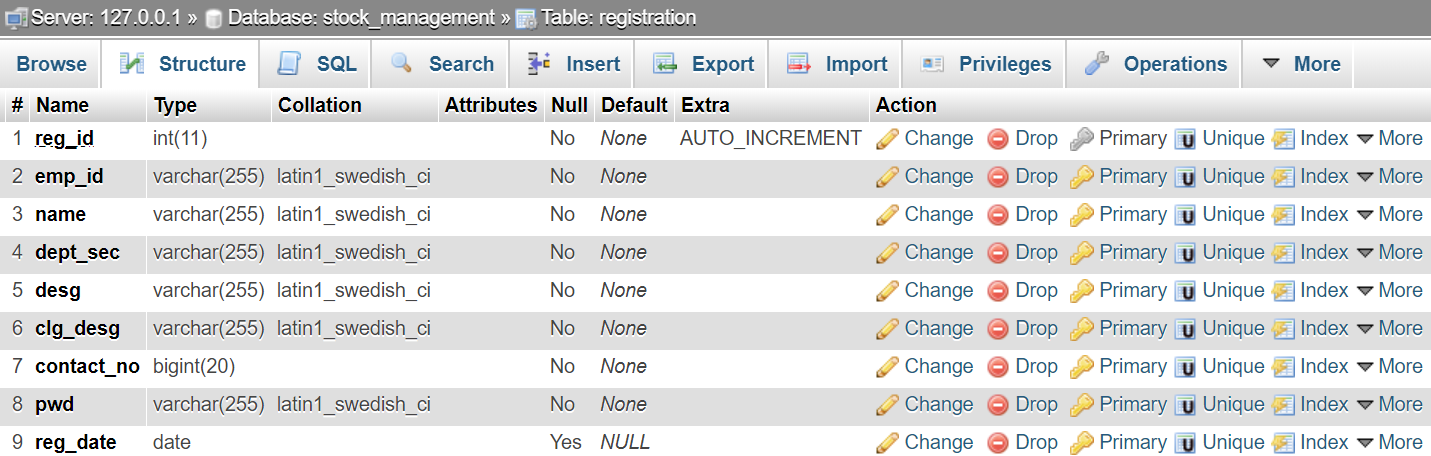 Server: 127.0.0.1 » Database: stock_management » Table: registration
Browse Structure SQL Search Insert Export Import Privileges Operations More
# Name Type Collation Attributes Null Default Extra Action
1 reg_id int(11) No None AUTO_INCREMENT Change Drop Primary Unique Index More
2 emp_id varchar(255) latin1_swedish_ci No None Change Drop Primary Unique Index More
3 name varchar(255) latin1_swedish_ci No None Change Drop Primary Unique Index More
4 dept_sec varchar(255) latin1_swedish_ci No None Change Drop Primary Unique Index More
5 desg varchar(255) latin1_swedish_ci No None Change Drop Primary Unique Index More
6 clg_desg varchar(255) latin1_swedish_ci No None Change Drop Primary Unique Index More
7 contact_no bigint(20) No None Change Drop Primary Unique Index More
8 pwd varchar(255) latin1_swedish_ci No None Change Drop Primary Unique Index More
9 reg_date date Yes NULL Change Drop Primary Unique Index More